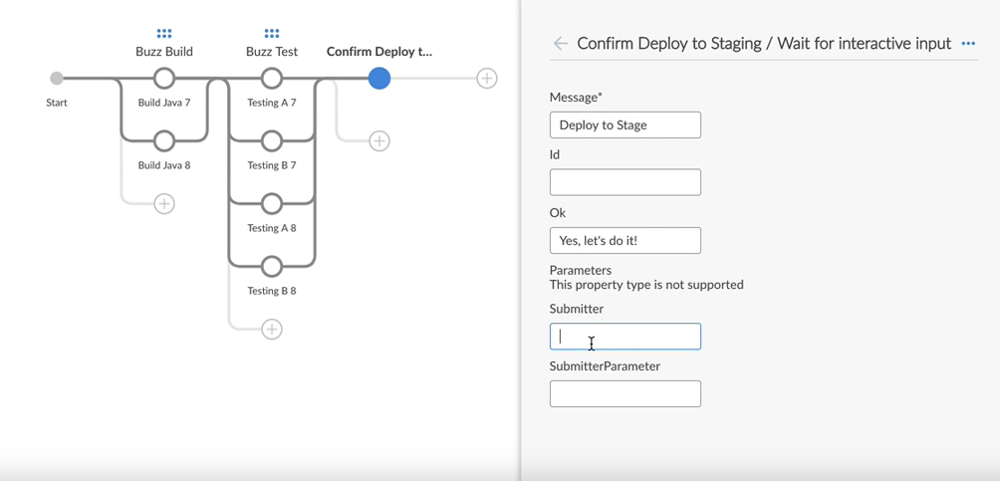 Buzz Build
Buzz Test
Confirm Deploy t...
Start
Build Java 7
Testing A 7
Build Java 8
Testing B 7
Testing A 8
Testing B 8
Confirm Deploy to Staging / Wait for interactive input
Message*
Deploy to Stage
Id
Ok
Yes, let's do it!
Parameters
This property type is not supported
Submitter
SubmitterParameter